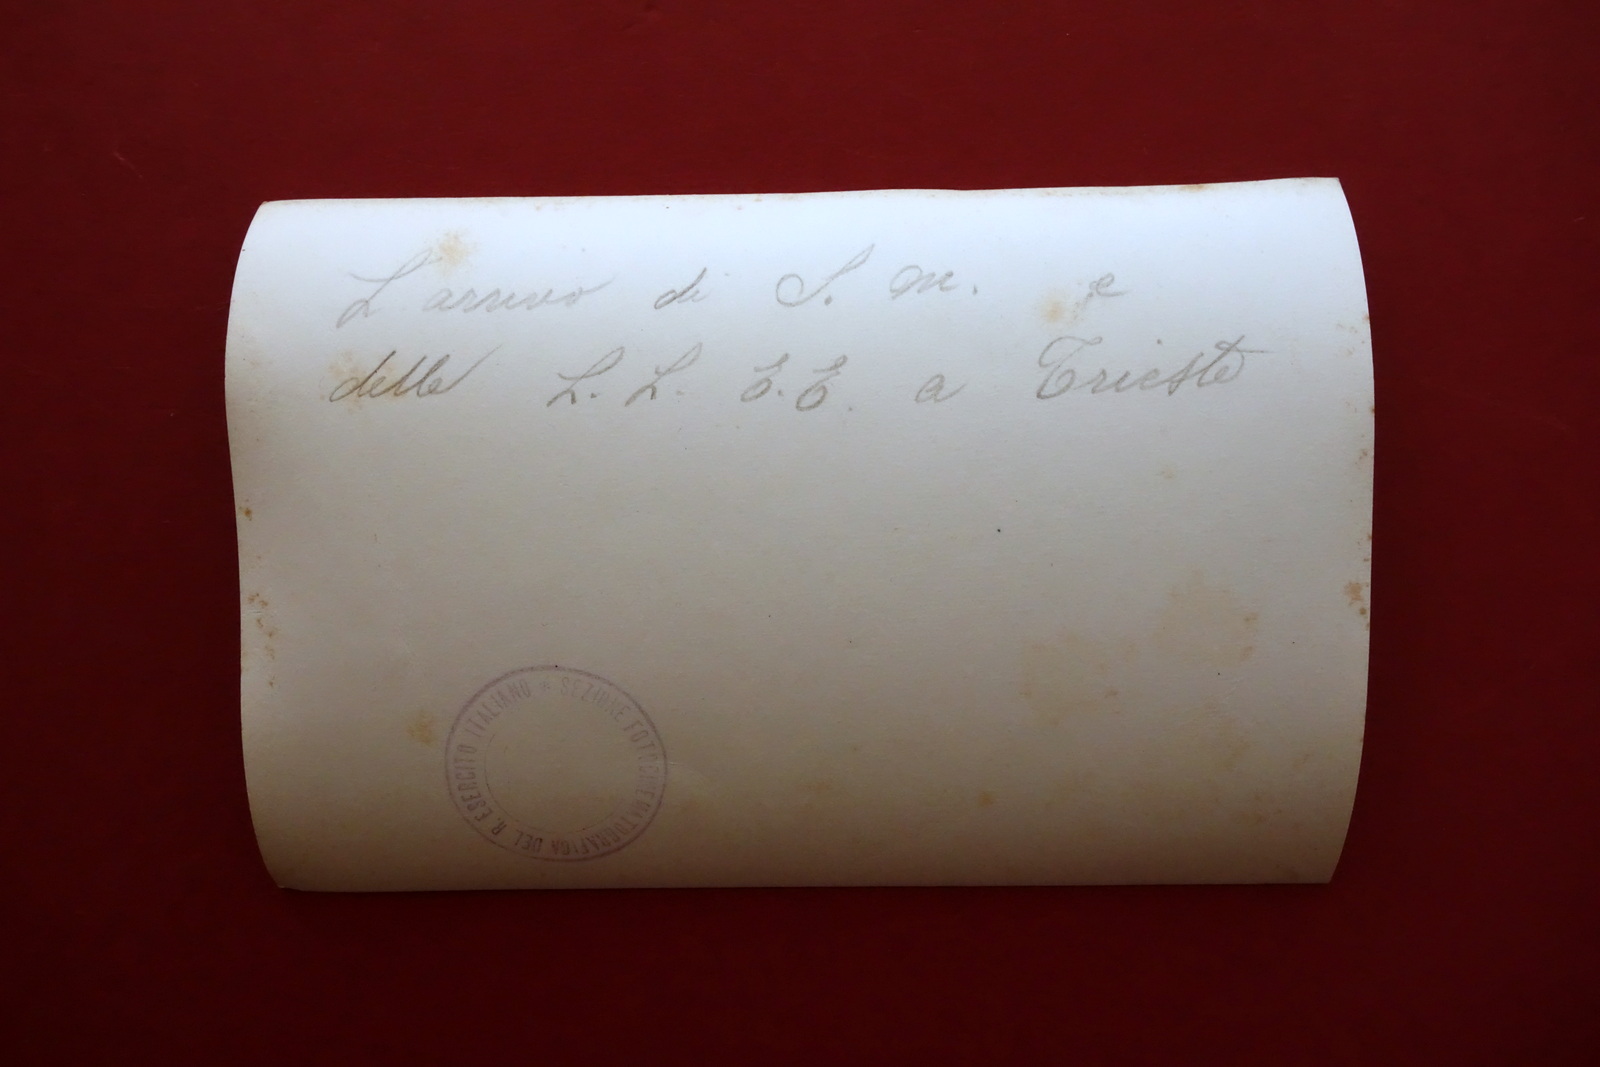 L'arrivo di S. M. e
delle L. L. E. E. a Trieste
SEZIONE FOTOCINEMATOGRAFICA DEL R. ESERCITO ITALIANO *